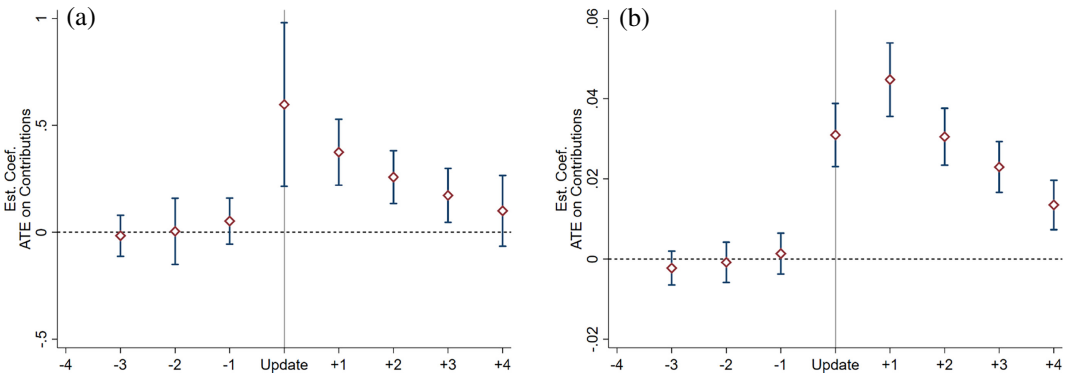 (a)
Est. Coef.
ATE on Contributions
1
.5
0
-.5
-4 -3 -2 -1 Update +1 +2 +3 +4
(b)
Est. Coef.
ATE on Contributions
.06
.04
.02
0
-.02
-4 -3 -2 -1 Update +1 +2 +3 +4